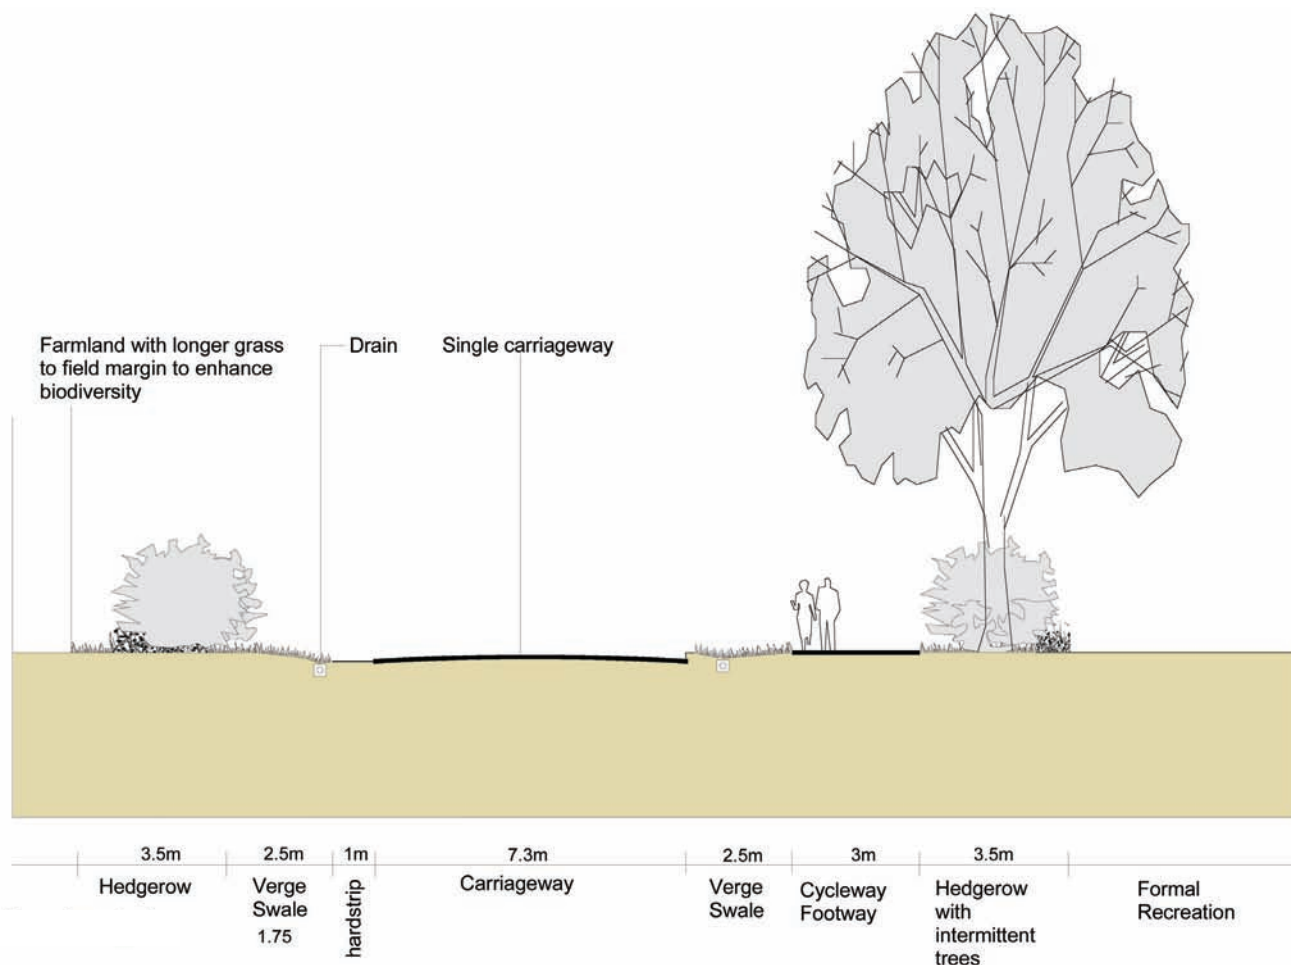 Farmland with longer grass
to field margin to enhance
biodiversity
Drain
Single carriageway
3.5m
2.5m
1m
7.3m
2.5m
3m
3.5m
Hedgerow
Verge
Swale
1.75
hardstrip
Carriageway
Verge
Swale
Cycleway
Footway
Hedgerow
with
intermittent
trees
Formal
Recreation